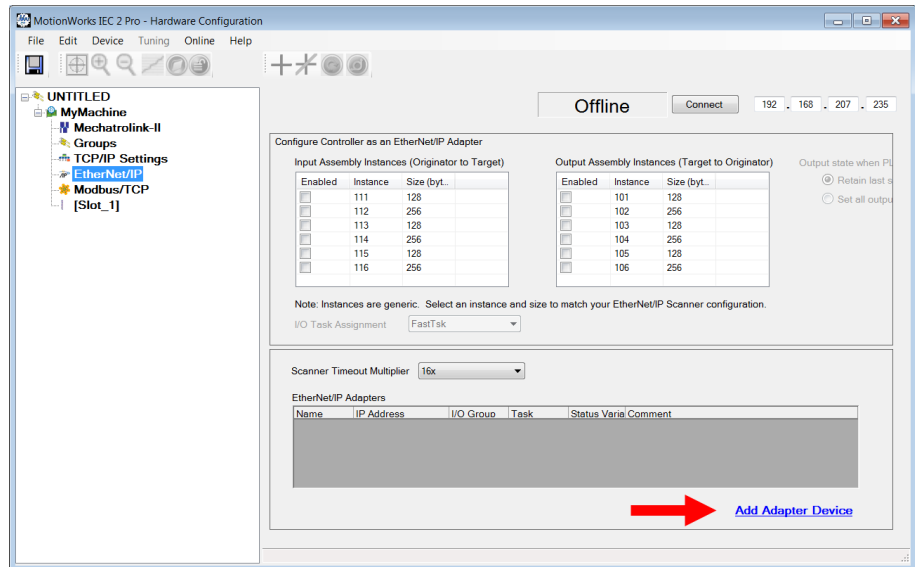 MotionWorks IEC 2 Pro - Hardware Configuration
File Edit Device Tuning Online Help
UNTITLED
MyMachine
Mechatrolink-II
Groups
TCP/IP Settings
EtherNet/IP
Modbus/TCP
[Slot_1]
Offline
Connect
192 . 168 . 207 . 235
Configure Controller as an EtherNet/IP Adapter
Input Assembly Instances (Originator to Target)
Enabled Instance Size (byt...
111 128
112 256
113 128
114 256
115 128
116 256
Output Assembly Instances (Target to Originator)
Enabled Instance Size (byt...
101 128
102 256
103 128
104 256
105 128
106 256
Output state when PL
Retain last s
Set all outpu
Note: Instances are generic. Select an instance and size to match your EtherNet/IP Scanner configuration.
I/O Task Assignment FastTsk
Scanner Timeout Multiplier 16x
EtherNet/IP Adapters
Name IP Address I/O Group Task Status Varia Comment
Add Adapter Device